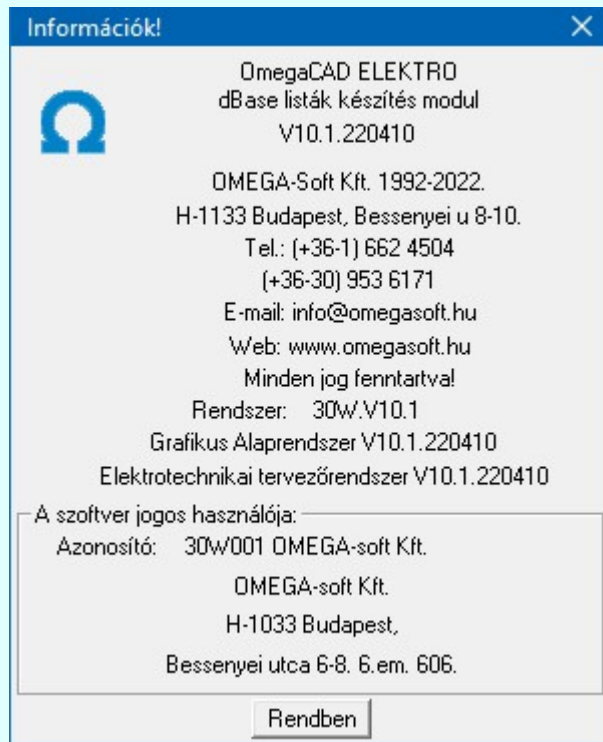 Információk!
OmegaCAD ELEKTRO
dBase listák készítés modul
V10.1.220410
OMEGA-Soft Kft. 1992-2022.
H-1133 Budapest, Bessenyei u 8-10.
Tel.: (+36-1) 662 4504
(+36-30) 953 6171
E-mail: info@omegasoft.hu
Web: www.omegasoft.hu
Minden jog fenntartva!
Rendszer: 30W.V10.1
Grafikus Alaprendszer V10.1.220410
Elektrotechnikai tervezőrendszer V10.1.220410
A szoftver jogos használója:
Azonosító: 30W001 OMEGA-soft Kft.
OMEGA-soft Kft.
H-1033 Budapest,
Bessenyei utca 6-8. 6.em. 606.
Rendben